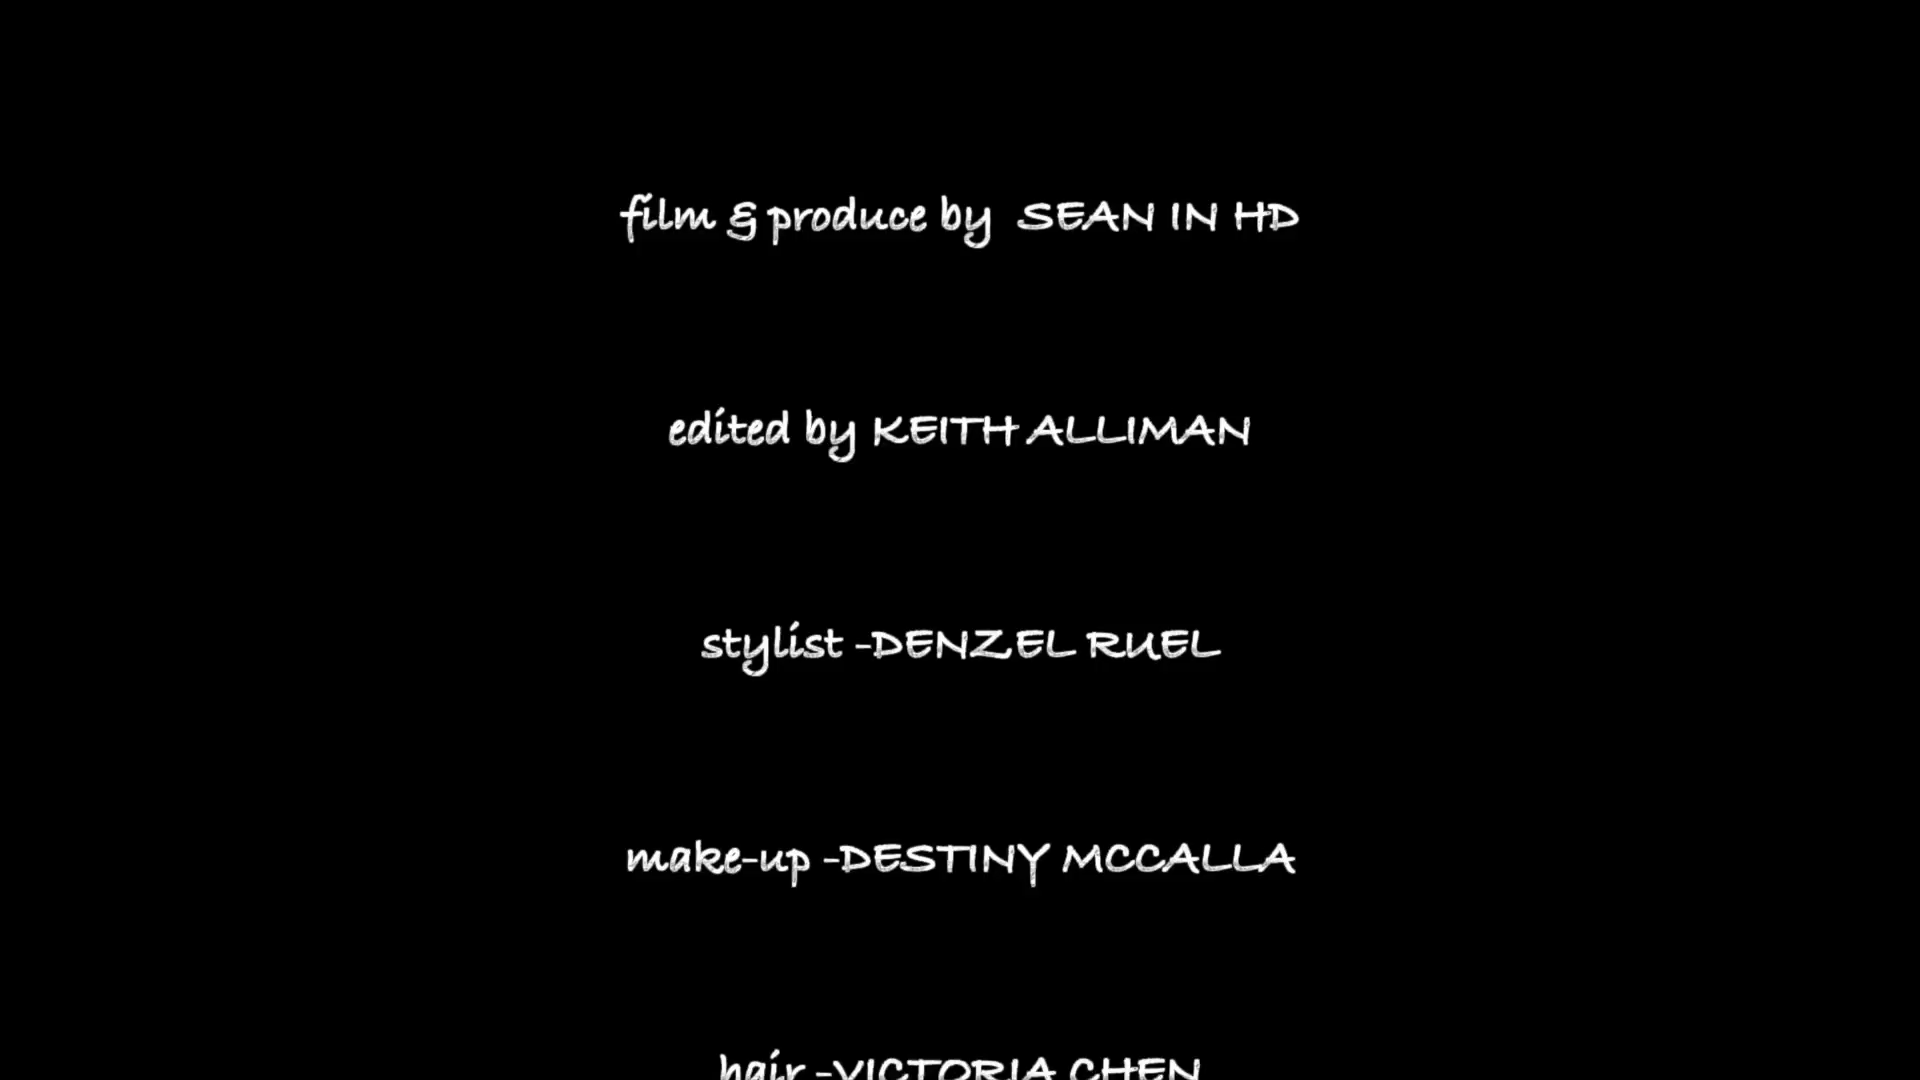 film & produce by SEAN IN HD
edited by KEITH ALLIMAN
stylist -DENZEL RUEL
make-up -DESTINY MCCALLA
hair -VICTORIA CHEN